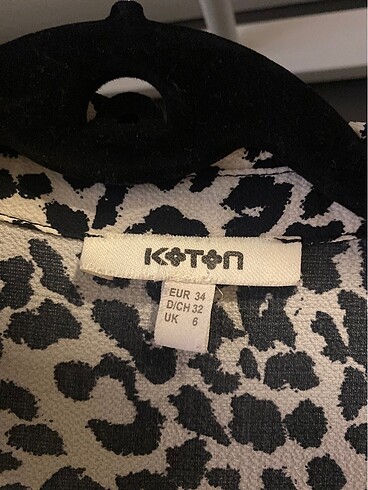 KOTON
EUR 34
D/CH 32
UK 6